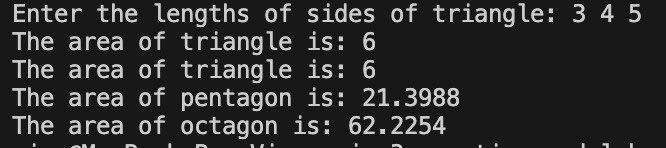 Enter the lengths of sides of triangle: 3 4 5
The area of triangle is: 6
The area of triangle is: 6
The area of pentagon is: 21.3988
The area of octagon is: 62.2254